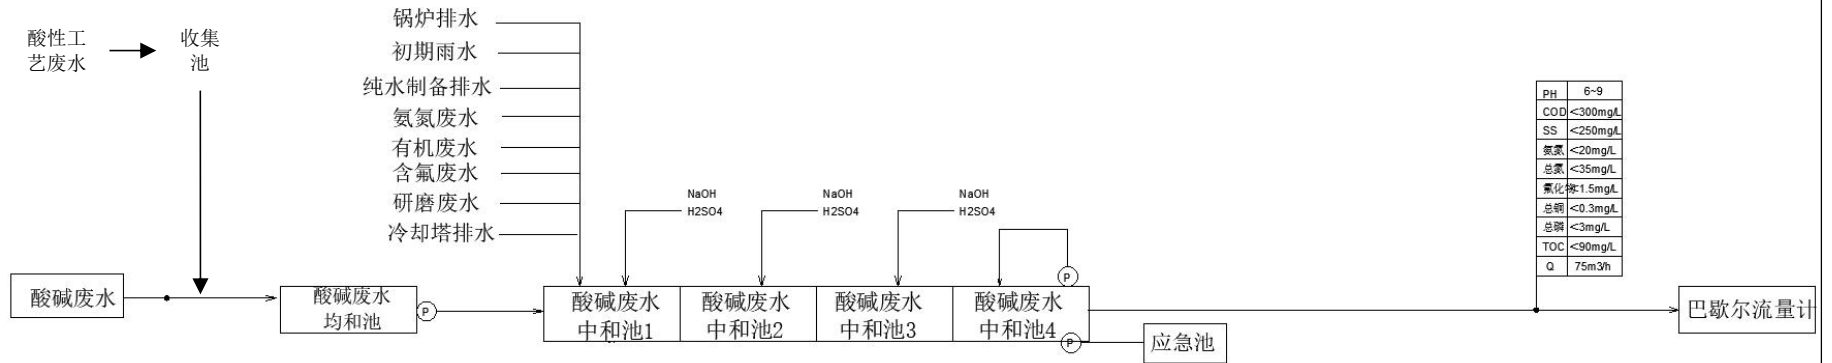 酸性工
艺废水
收集
池
锅炉排水
初期雨水
纯水制备排水
氨氮废水
有机废水
含氟废水
研磨废水
冷却塔排水
NaOH
H2SO4
NaOH
H2SO4
NaOH
H2SO4
PH 6~9
COD <300mg/L
SS <250mg/L
氨氮 <20mg/L
总氮 <35mg/L
氟化物 <1.5mg/L
总铜 <0.3mg/L
总磷 <3mg/L
TOC <90mg/L
Q 75m3/h
酸碱废水
酸碱废水
均和池
P
酸碱废水
中和池1
酸碱废水
中和池2
酸碱废水
中和池3
酸碱废水
中和池4
P
P
应急池
巴歇尔流量计